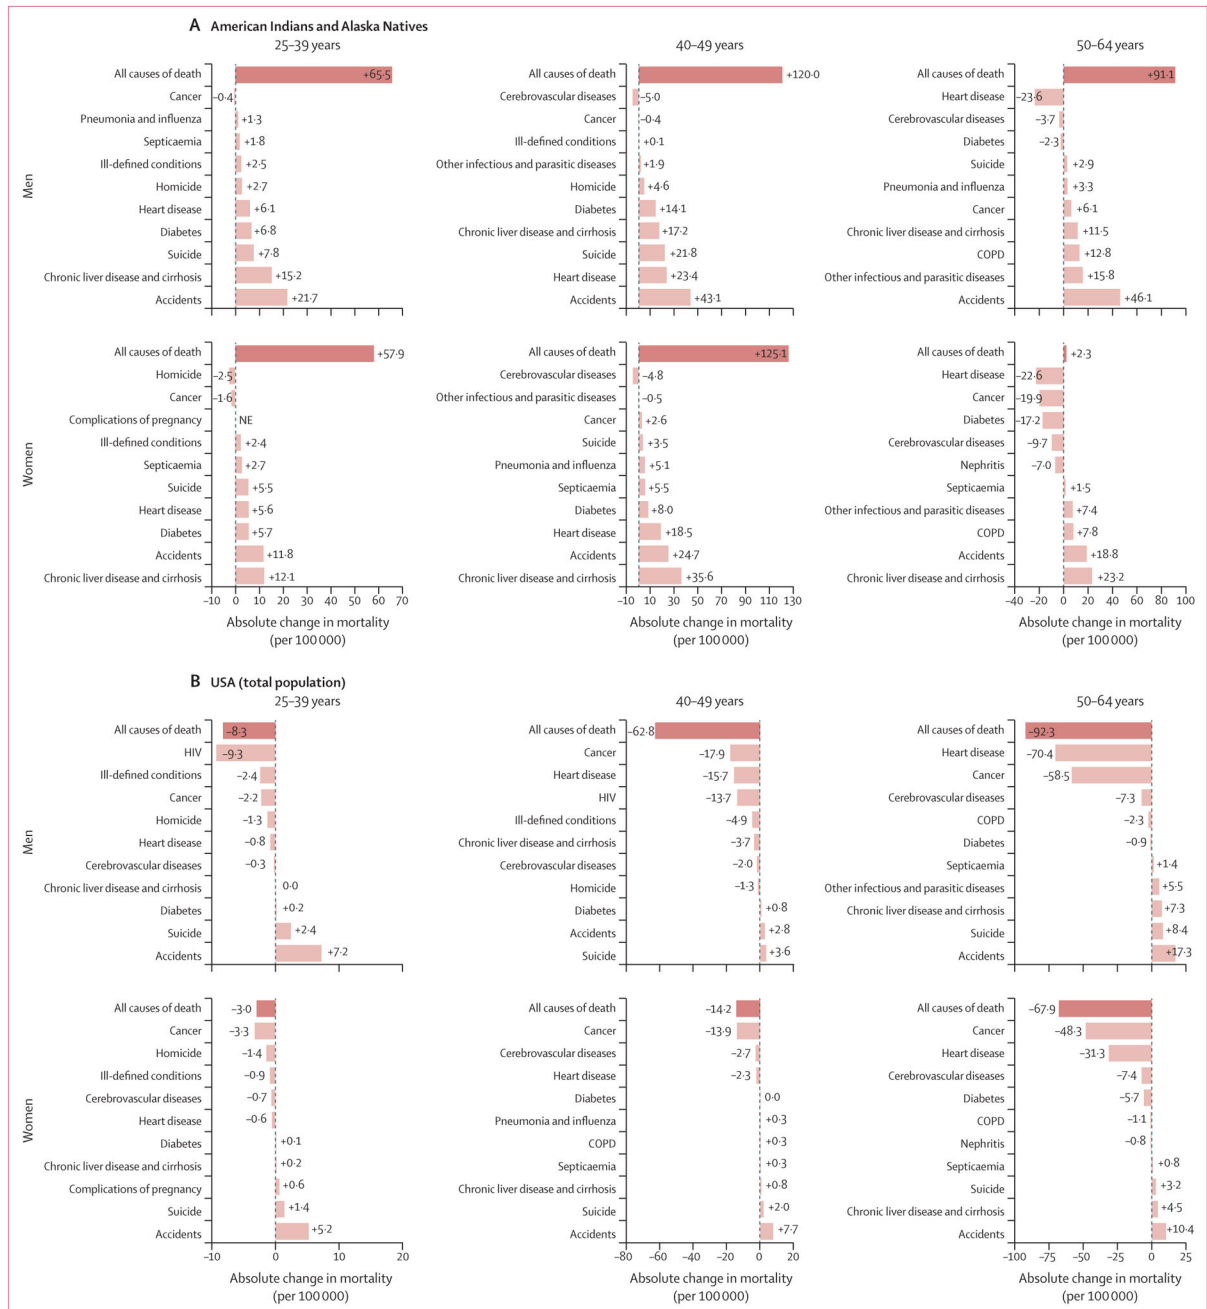 A American Indians and Alaska Natives
25–39 years
Men
All causes of death +65·5
Cancer –0·4
Pneumonia and influenza +1·3
Septicaemia +1·8
Ill-defined conditions +2·5
Homicide +2·7
Heart disease +6·1
Diabetes +6·8
Suicide +7·8
Chronic liver disease and cirrhosis +15·2
Accidents +21·7
40–49 years
All causes of death +120·0
Cerebrovascular diseases –5·0
Cancer –0·4
Ill-defined conditions +0·1
Other infectious and parasitic diseases +1·9
Homicide +4·6
Diabetes +14·1
Chronic liver disease and cirrhosis +17·2
Suicide +21·8
Heart disease +23·4
Accidents +43·1
50–64 years
All causes of death +91·1
Heart disease –23·6
Cerebrovascular diseases –3·7
Diabetes –2·3
Suicide +2·9
Pneumonia and influenza +3·3
Cancer +6·1
Chronic liver disease and cirrhosis +11·5
COPD +12·8
Other infectious and parasitic diseases +15·8
Accidents +46·1
Women
All causes of death +57·9
Homicide –2·5
Cancer –1·6
Complications of pregnancy NE
Ill-defined conditions +2·4
Septicaemia +2·7
Suicide +5·5
Heart disease +5·6
Diabetes +5·7
Accidents +11·8
Chronic liver disease and cirrhosis +12·1
–10 0 10 20 30 40 50 60 70
Absolute change in mortality
(per 100 000)
All causes of death +125·1
Cerebrovascular diseases –4·8
Other infectious and parasitic diseases –0·5
Cancer +2·6
Suicide +3·5
Pneumonia and influenza +5·1
Septicaemia +5·5
Diabetes +8·0
Heart disease +18·5
Accidents +24·7
Chronic liver disease and cirrhosis +35·6
–10 10 30 50 70 90 110 130
Absolute change in mortality
(per 100 000)
All causes of death +2·3
Heart disease –22·6
Cancer –19·9
Diabetes –17·2
Cerebrovascular diseases –9·7
Nephritis –7·0
Septicaemia +1·5
Other infectious and parasitic diseases +7·4
COPD +7·8
Accidents +18·8
Chronic liver disease and cirrhosis +23·2
–40 –20 0 20 40 60 80 100
Absolute change in mortality
(per 100 000)
B USA (total population)
25–39 years
Men
All causes of death –8·3
HIV –9·3
Ill-defined conditions –2·4
Cancer –2·2
Homicide –1·3
Heart disease –0·8
Cerebrovascular diseases –0·3
Chronic liver disease and cirrhosis 0·0
Diabetes +0·2
Suicide +2·4
Accidents +7·2
40–49 years
All causes of death –62·8
Cancer –17·9
Heart disease –15·7
HIV –13·7
Ill-defined conditions –4·9
Chronic liver disease and cirrhosis –3·7
Cerebrovascular diseases –2·0
Homicide –1·3
Diabetes +0·8
Accidents +2·8
Suicide +3·6
50–64 years
All causes of death –92·3
Heart disease –70·4
Cancer –58·5
Cerebrovascular diseases –7·3
COPD –2·3
Diabetes –0·9
Septicaemia +1·4
Other infectious and parasitic diseases +5·5
Chronic liver disease and cirrhosis +7·3
Suicide +8·4
Accidents +17·3
Women
All causes of death –3·0
Cancer –3·3
Homicide –1·4
Ill-defined conditions –0·9
Cerebrovascular diseases –0·7
Heart disease –0·6
Diabetes +0·1
Chronic liver disease and cirrhosis +0·2
Complications of pregnancy +0·6
Suicide +1·4
Accidents +5·2
–10 0 10 20
Absolute change in mortality
(per 100 000)
All causes of death –14·2
Cancer –13·9
Cerebrovascular diseases –2·7
Heart disease –2·3
Diabetes 0·0
Pneumonia and influenza +0·3
COPD +0·3
Septicaemia +0·3
Chronic liver disease and cirrhosis +0·8
Suicide +2·0
Accidents +7·7
–80 –60 –40 –20 0 20
Absolute change in mortality
(per 100 000)
All causes of death –67·9
Cancer –48·3
Heart disease –31·3
Cerebrovascular diseases –7·4
Diabetes –5·7
COPD –1·1
Nephritis –0·8
Septicaemia +0·8
Suicide +3·2
Chronic liver disease and cirrhosis +4·5
Accidents +10·4
–100 –75 –50 –25 0 25
Absolute change in mortality
(per 100 000)